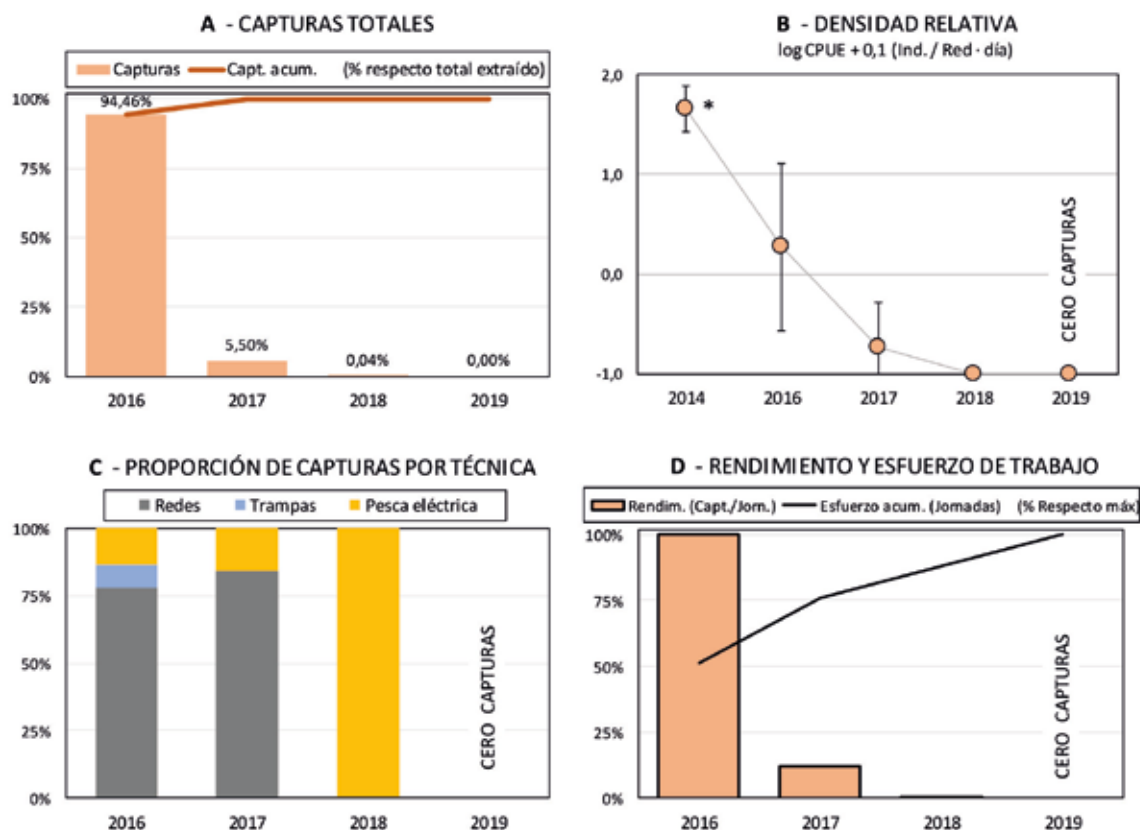 A - CAPTURAS TOTALES
Capturas Capt. acum. (% respecto total extraído)
100%
75%
50%
25%
0%
94,46%
5,50%
0,04%
0,00%
2016 2017 2018 2019
B - DENSIDAD RELATIVA
log CPUE + 0,1 (Ind. / Red · día)
2,0
1,0
0,0
-1,0
*
CERO CAPTURAS
2014 2016 2017 2018 2019
C - PROPORCIÓN DE CAPTURAS POR TÉCNICA
Redes Trampas Pesca eléctrica
100%
75%
50%
25%
0%
CERO CAPTURAS
2016 2017 2018 2019
D - RENDIMIENTO Y ESFUERZO DE TRABAJO
Rendim. (Capt./Jorn.) Esfuerzo acum. (Jornadas) (% Respecto máx)
100%
75%
50%
25%
0%
CERO CAPTURAS
2016 2017 2018 2019